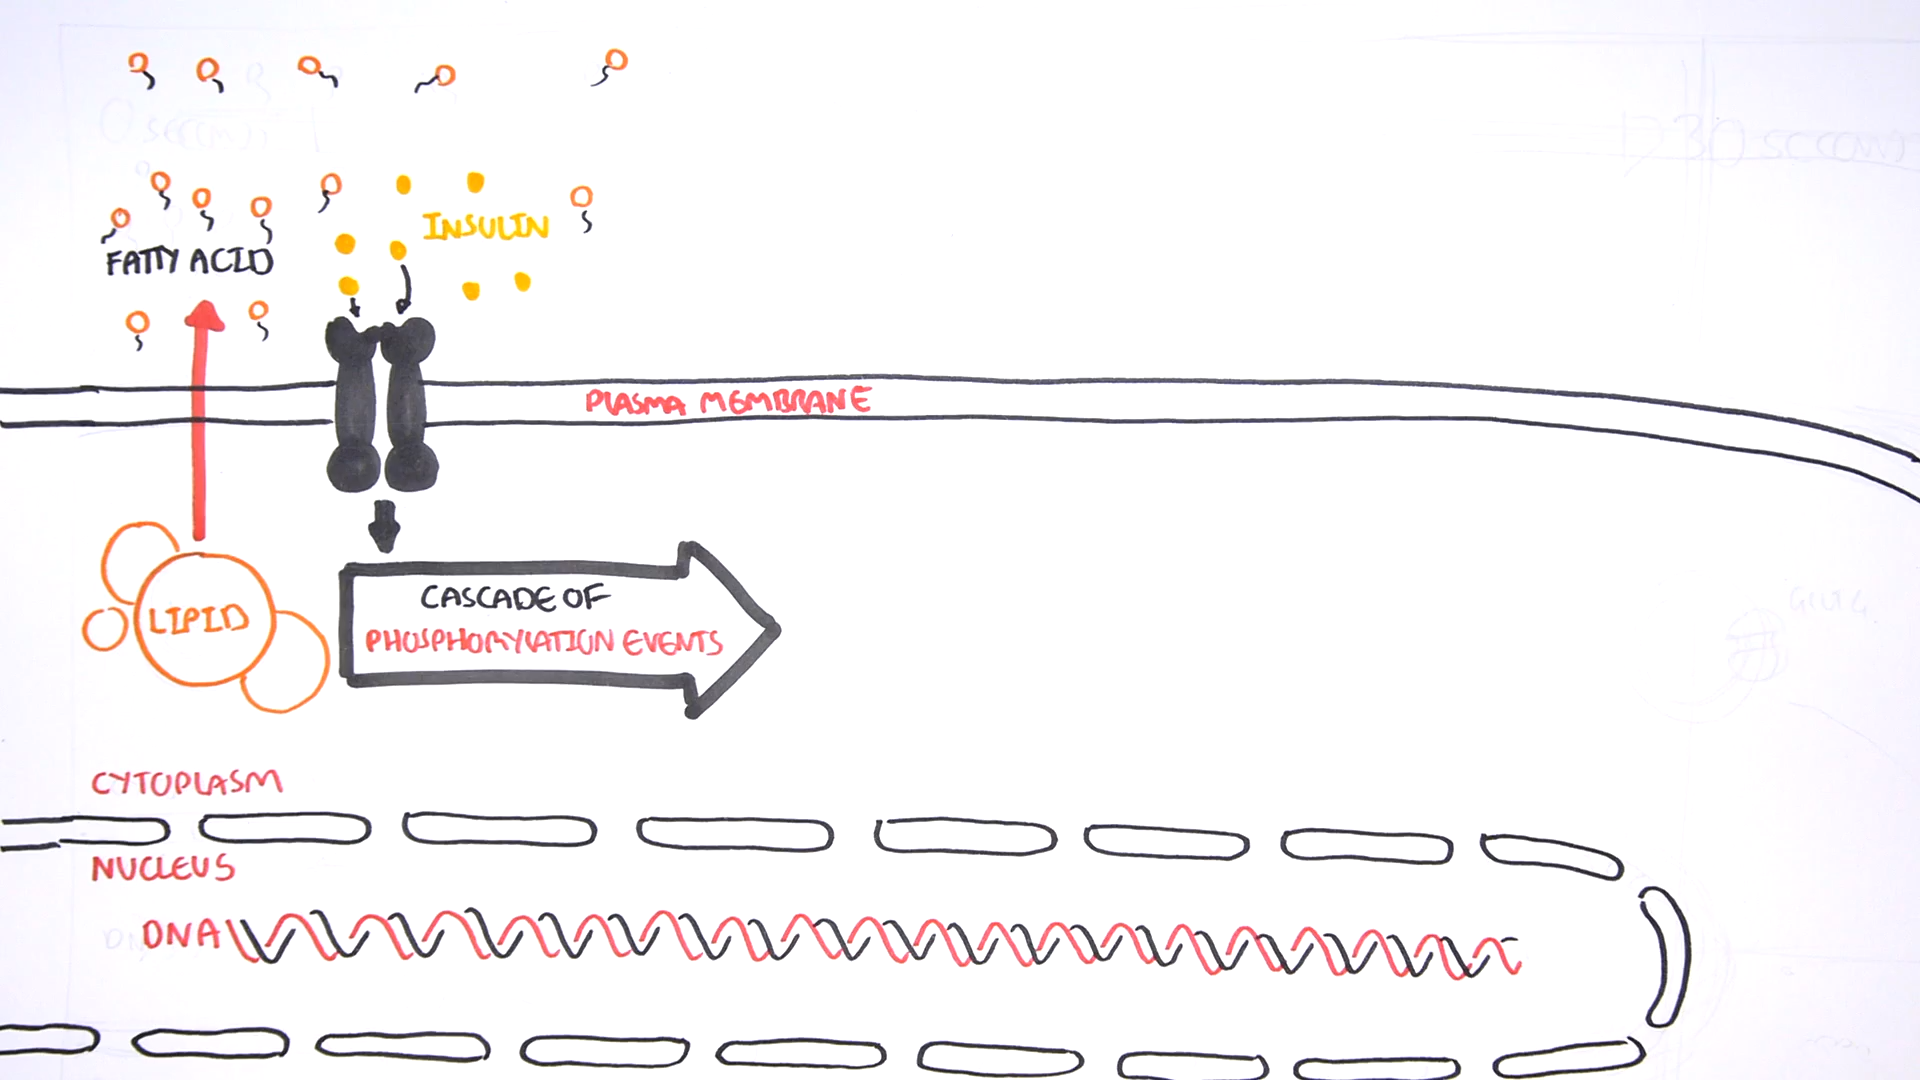 INSULIN
FATTY ACID
PLASMA MEMBRANE
CASCADE OF
PHOSPHORYLATION EVENTS
LIPID
CYTOPLASM
NUCLEUS
DNA